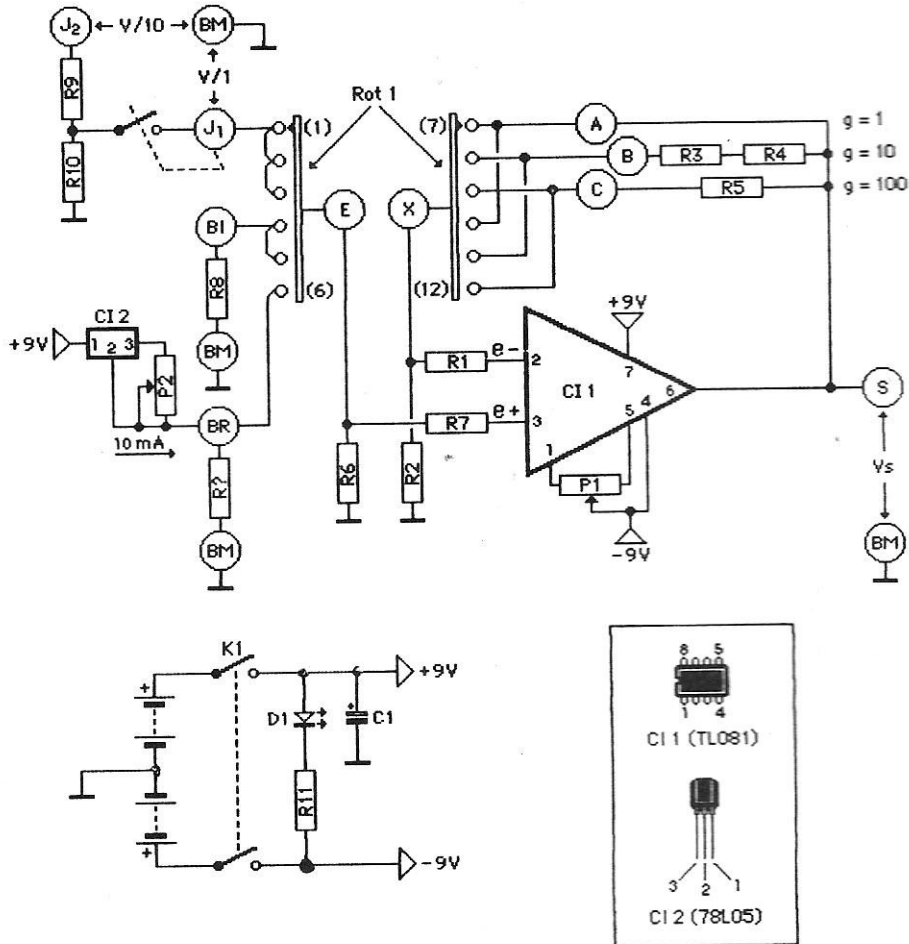 J₂ V/10 BM
V/1
R9
R10
J₁
(1)
Rot 1
(7)
A g = 1
B R3 R4 g = 10
C R5 g = 100
E
X
BI
R8
BM
(6)
(12)
CI 2
+9V 1 2 3
P2
10 mA
BR
R?
BM
R6
R2
R1 e- 2
R7 e+ 3
CI 1
+9V
7
4
5
6
1
P1
-9V
S
Vs
BM
K1
+
+9V
D1
+
C1
R11
+
-9V
8 5
1 4
CI 1 (TL081)
3 2 1
CI 2 (78L05)